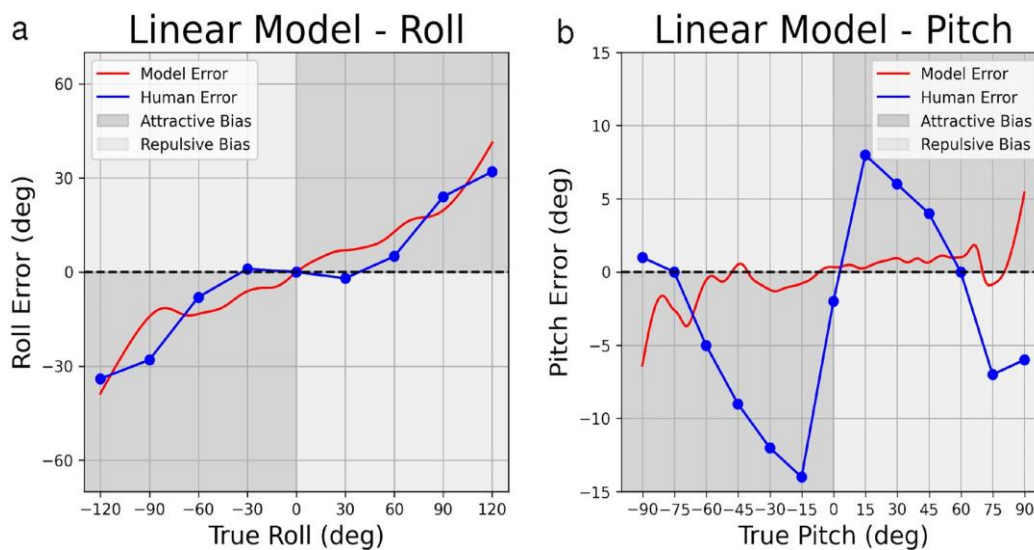 a
Linear Model - Roll
60
30
0
−30
−60
Roll Error (deg)
Model Error
Human Error
Attractive Bias
Repulsive Bias
−120 −90 −60 −30 0 30 60 90 120
True Roll (deg)
b
Linear Model - Pitch
15
10
5
0
−5
−10
−15
Pitch Error (deg)
Model Error
Human Error
Attractive Bias
Repulsive Bias
−90 −75 −60 −45 −30 −15 0 15 30 45 60 75 90
True Pitch (deg)